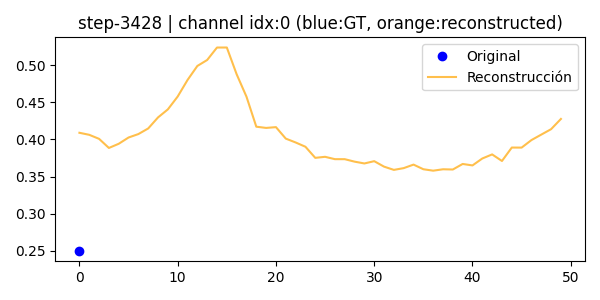 step-3428 | channel idx:0 (blue:GT, orange:reconstructed)
Original
Reconstrucción
0.50
0.45
0.40
0.35
0.30
0.25
0 10 20 30 40 50